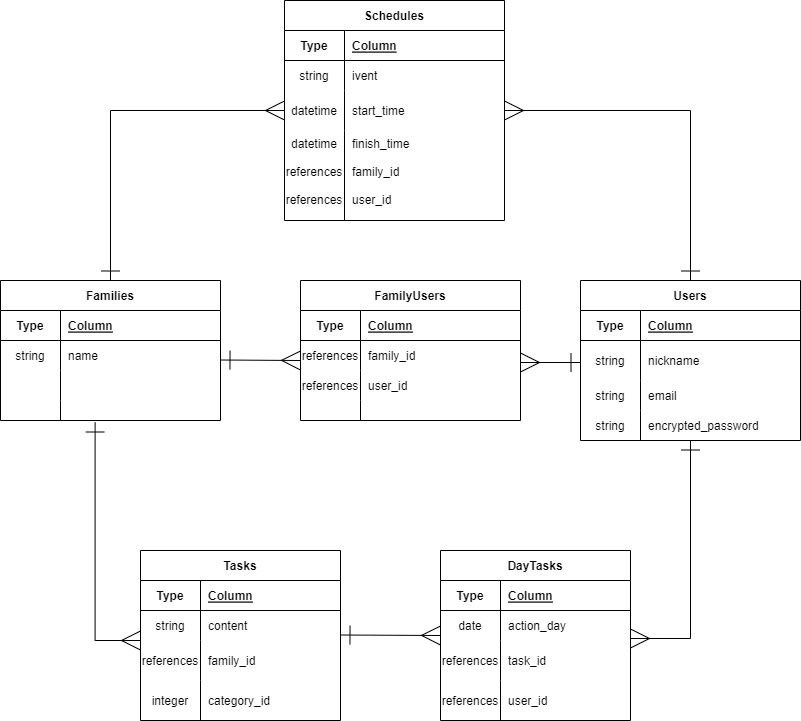 Schedules
Type Column
string ivent
datetime start_time
datetime finish_time
references family_id
references user_id
Families
Type Column
string name
FamilyUsers
Type Column
references family_id
references user_id
Users
Type Column
string nickname
string email
string encrypted_password
Tasks
Type Column
string content
references family_id
integer category_id
DayTasks
Type Column
date action_day
references task_id
references user_id